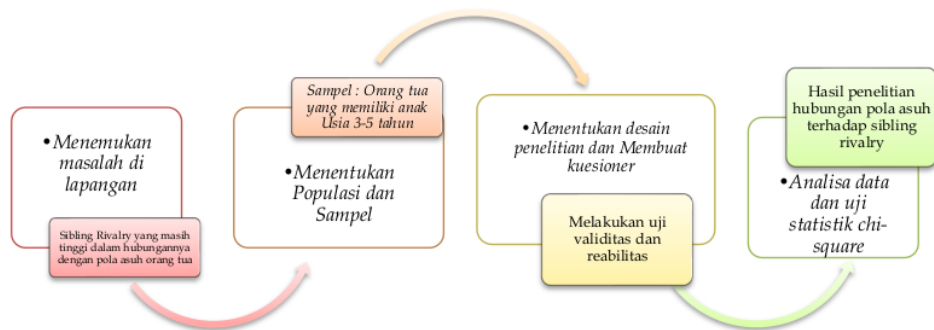 •Menemukan
masalah di
lapangan
Sibling Rivalry yang masih
tinggi dalam hubungannya
dengan pola asuh orang tua
Sampel : Orang tua
yang memiliki anak
Usia 3-5 tahun
•Menentukan
Populasi dan
Sampel
•Menentukan desain
penelitian dan Membuat
kuesioner
Melakukan uji
validitas dan
reabilitas
Hasil penelitian
hubungan pola asuh
terhadap sibling
rivalry
•Analisa data
dan uji
statistik chi-
square